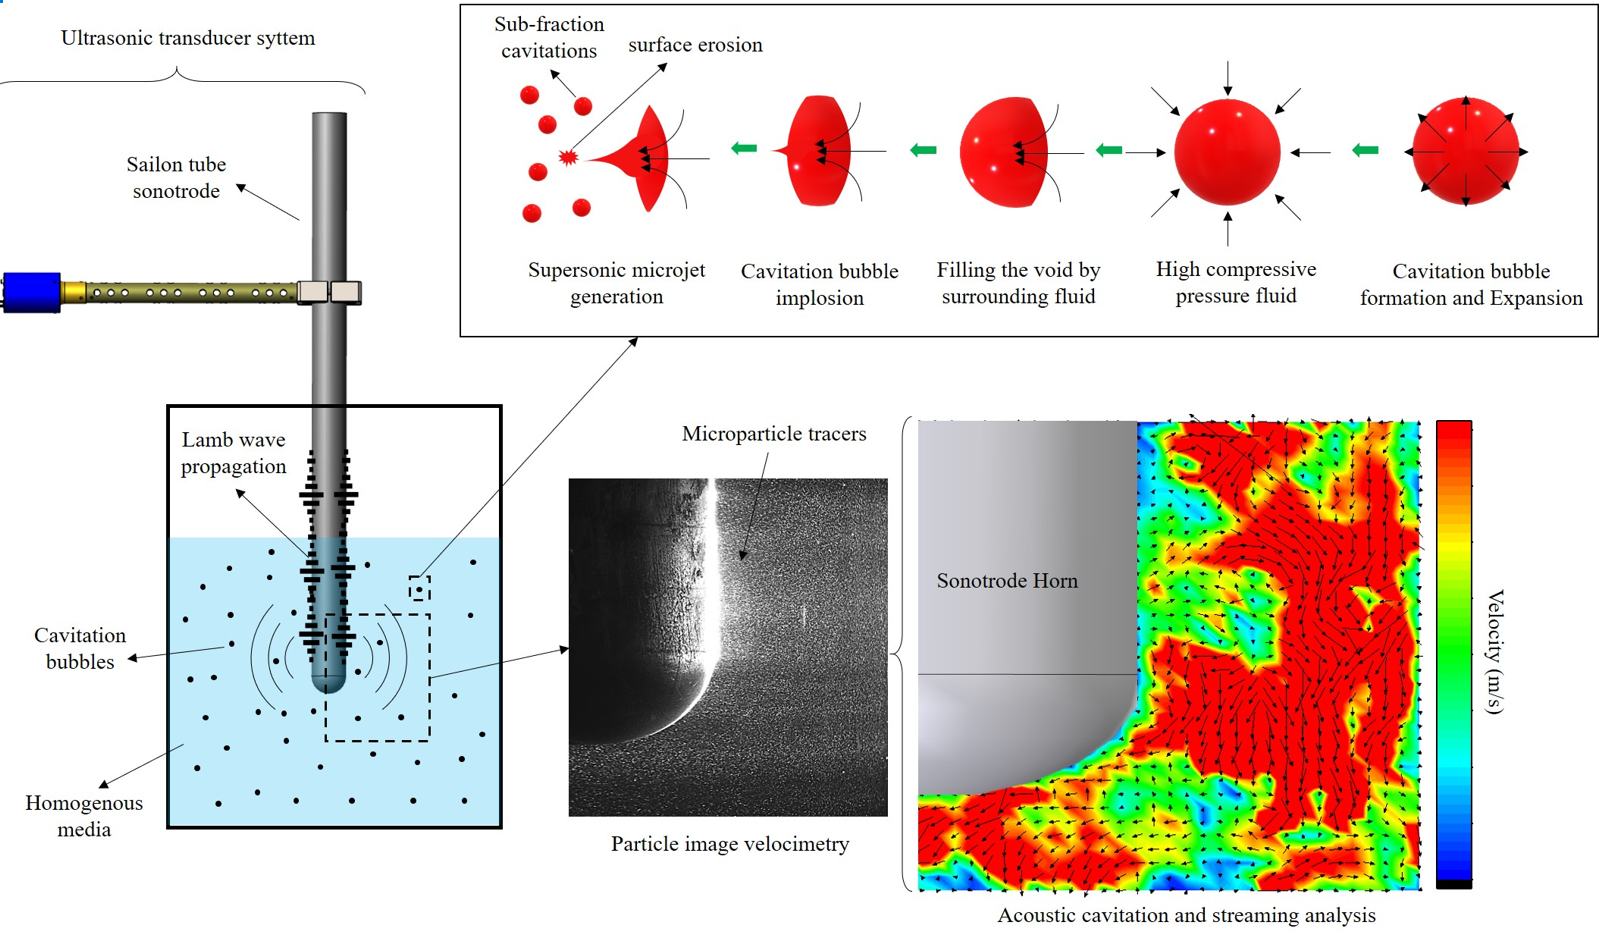 Ultrasonic transducer syttem
Sailon tube
sonotrode
Sub-fraction
cavitations
surface erosion
Supersonic microjet
generation
Cavitation bubble
implosion
Filling the void by
surrounding fluid
High compressive
pressure fluid
Cavitation bubble
formation and Expansion
Lamb wave
propagation
Cavitation
bubbles
Homogenous
media
Microparticle tracers
Particle image velocimetry
Sonotrode Horn
Velocity (m/s)
Acoustic cavitation and streaming analysis